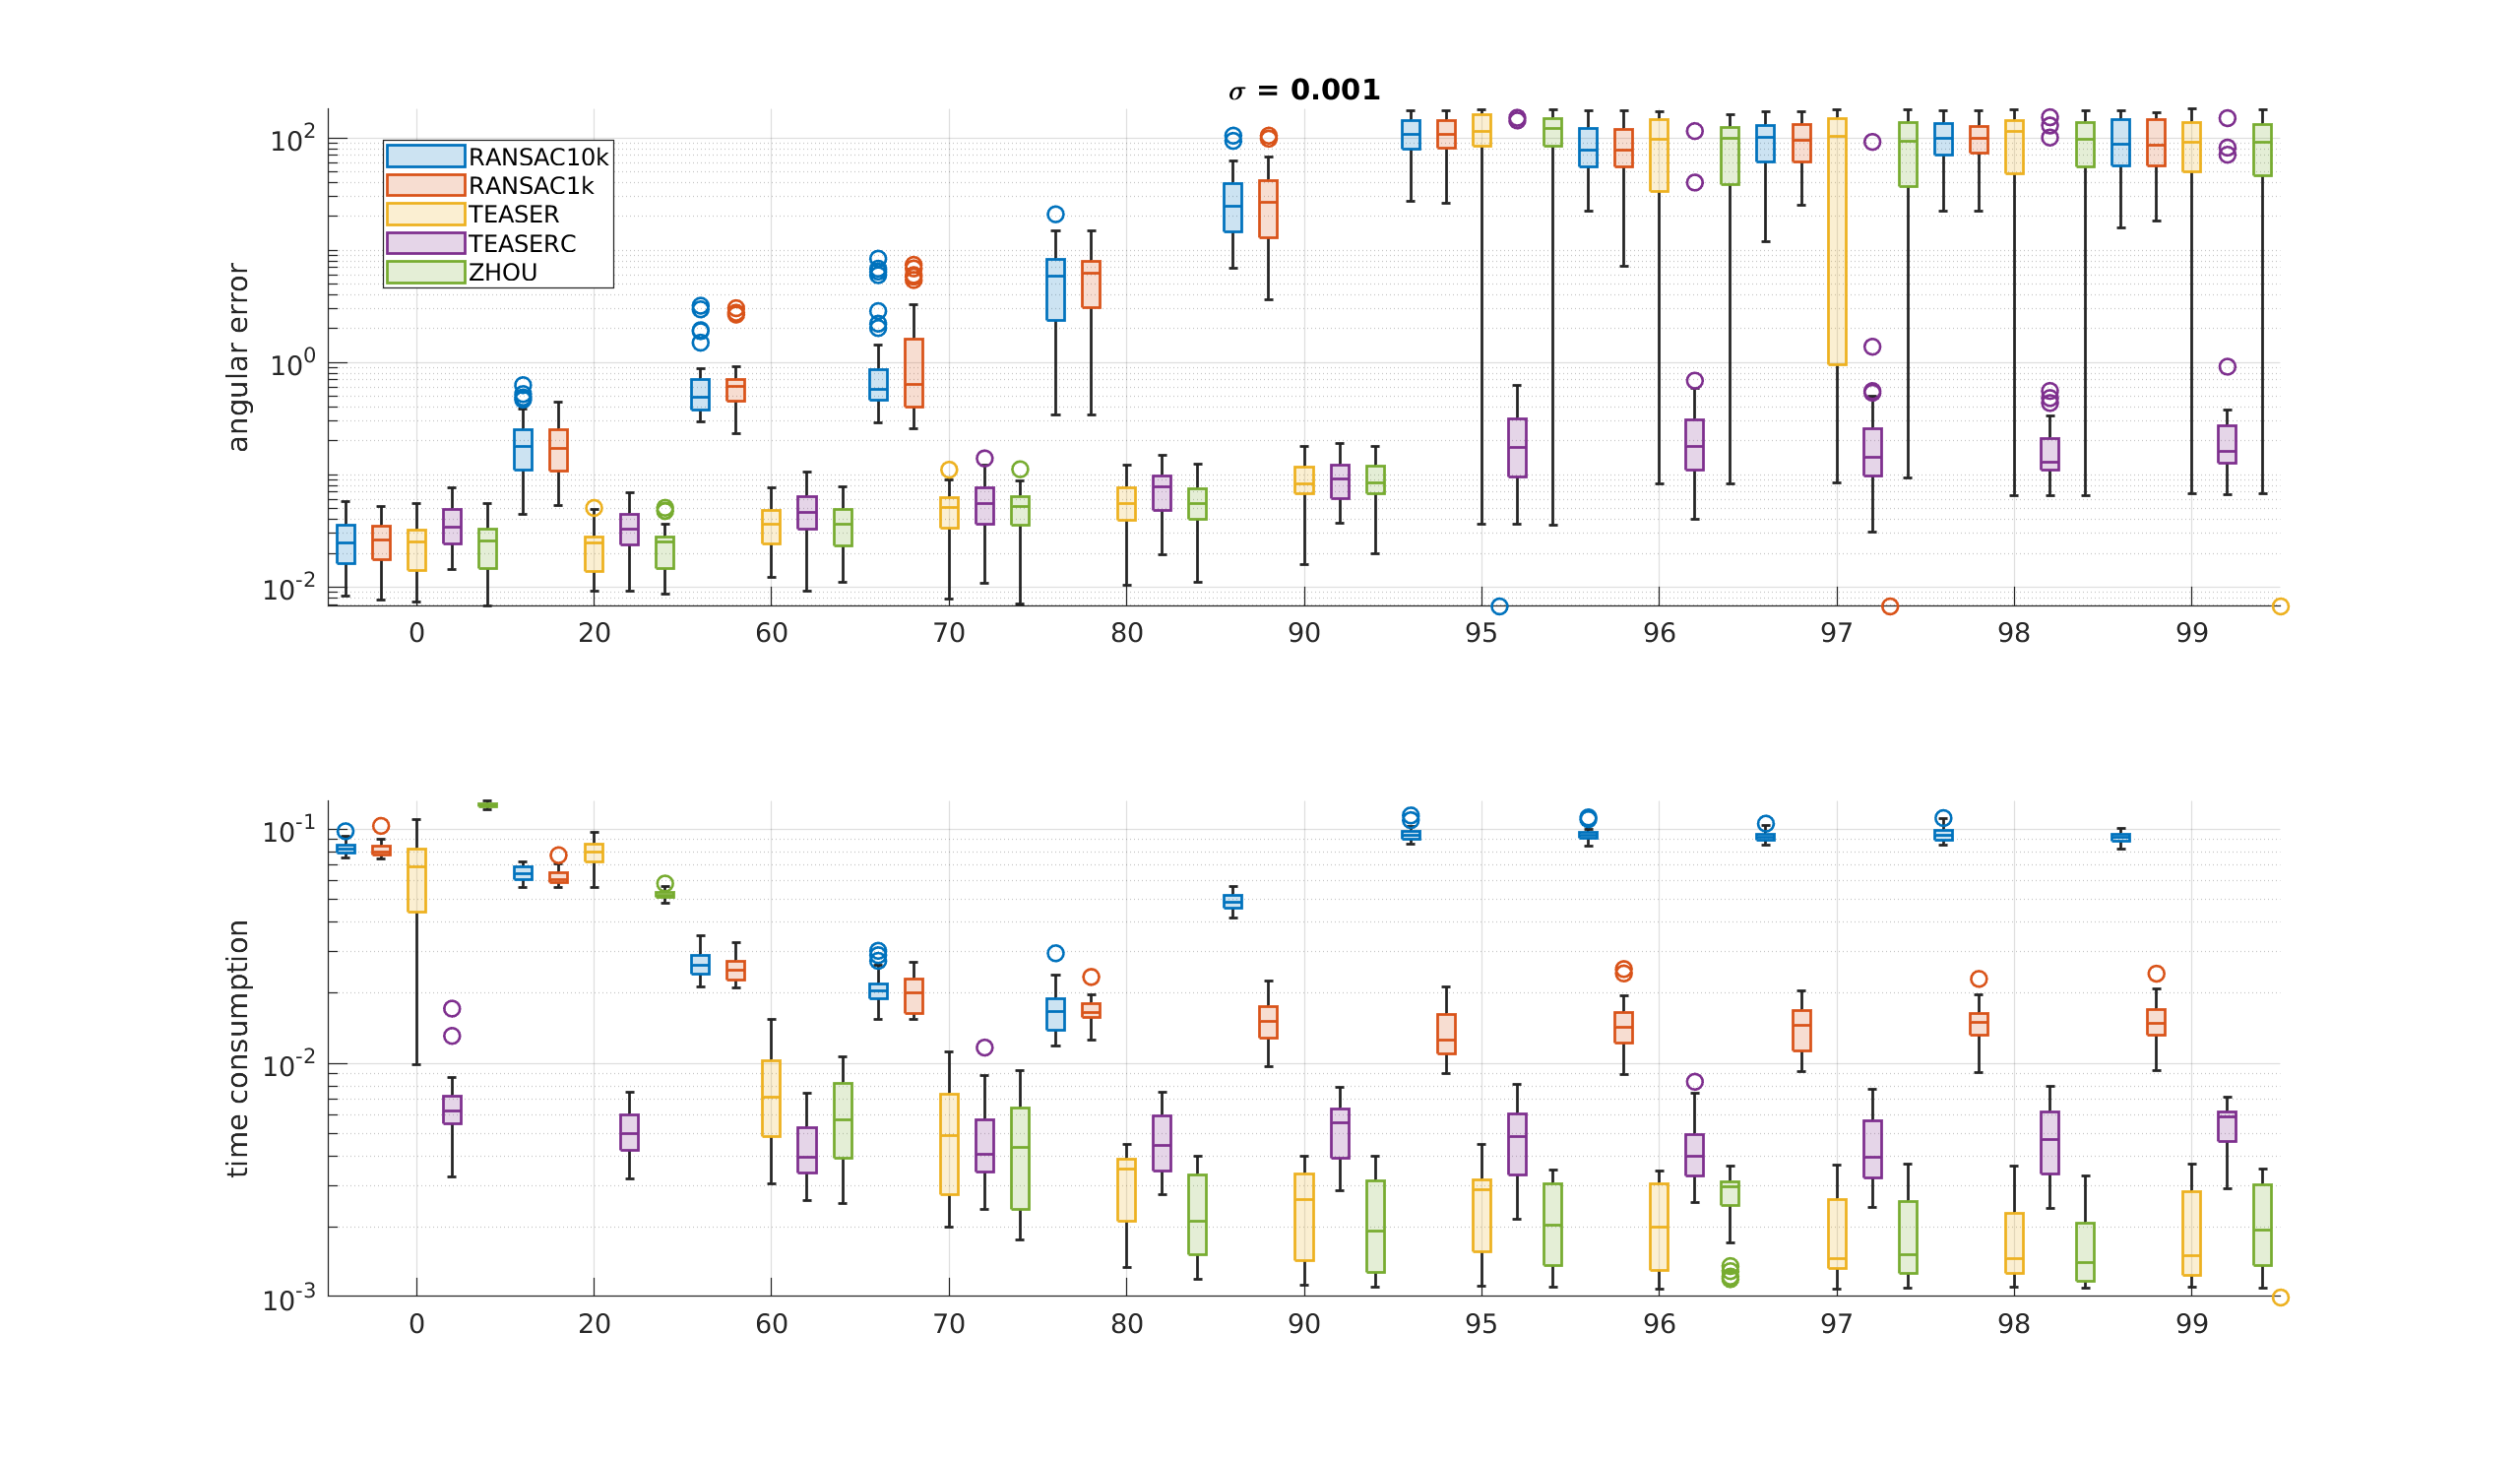 σ = 0.001
angular error
10^2
10^0
10^-2
RANSAC10k
RANSAC1k
TEASER
TEASERC
ZHOU
0 20 60 70 80 90 95 96 97 98 99
time consumption
10^-1
10^-2
10^-3
0 20 60 70 80 90 95 96 97 98 99